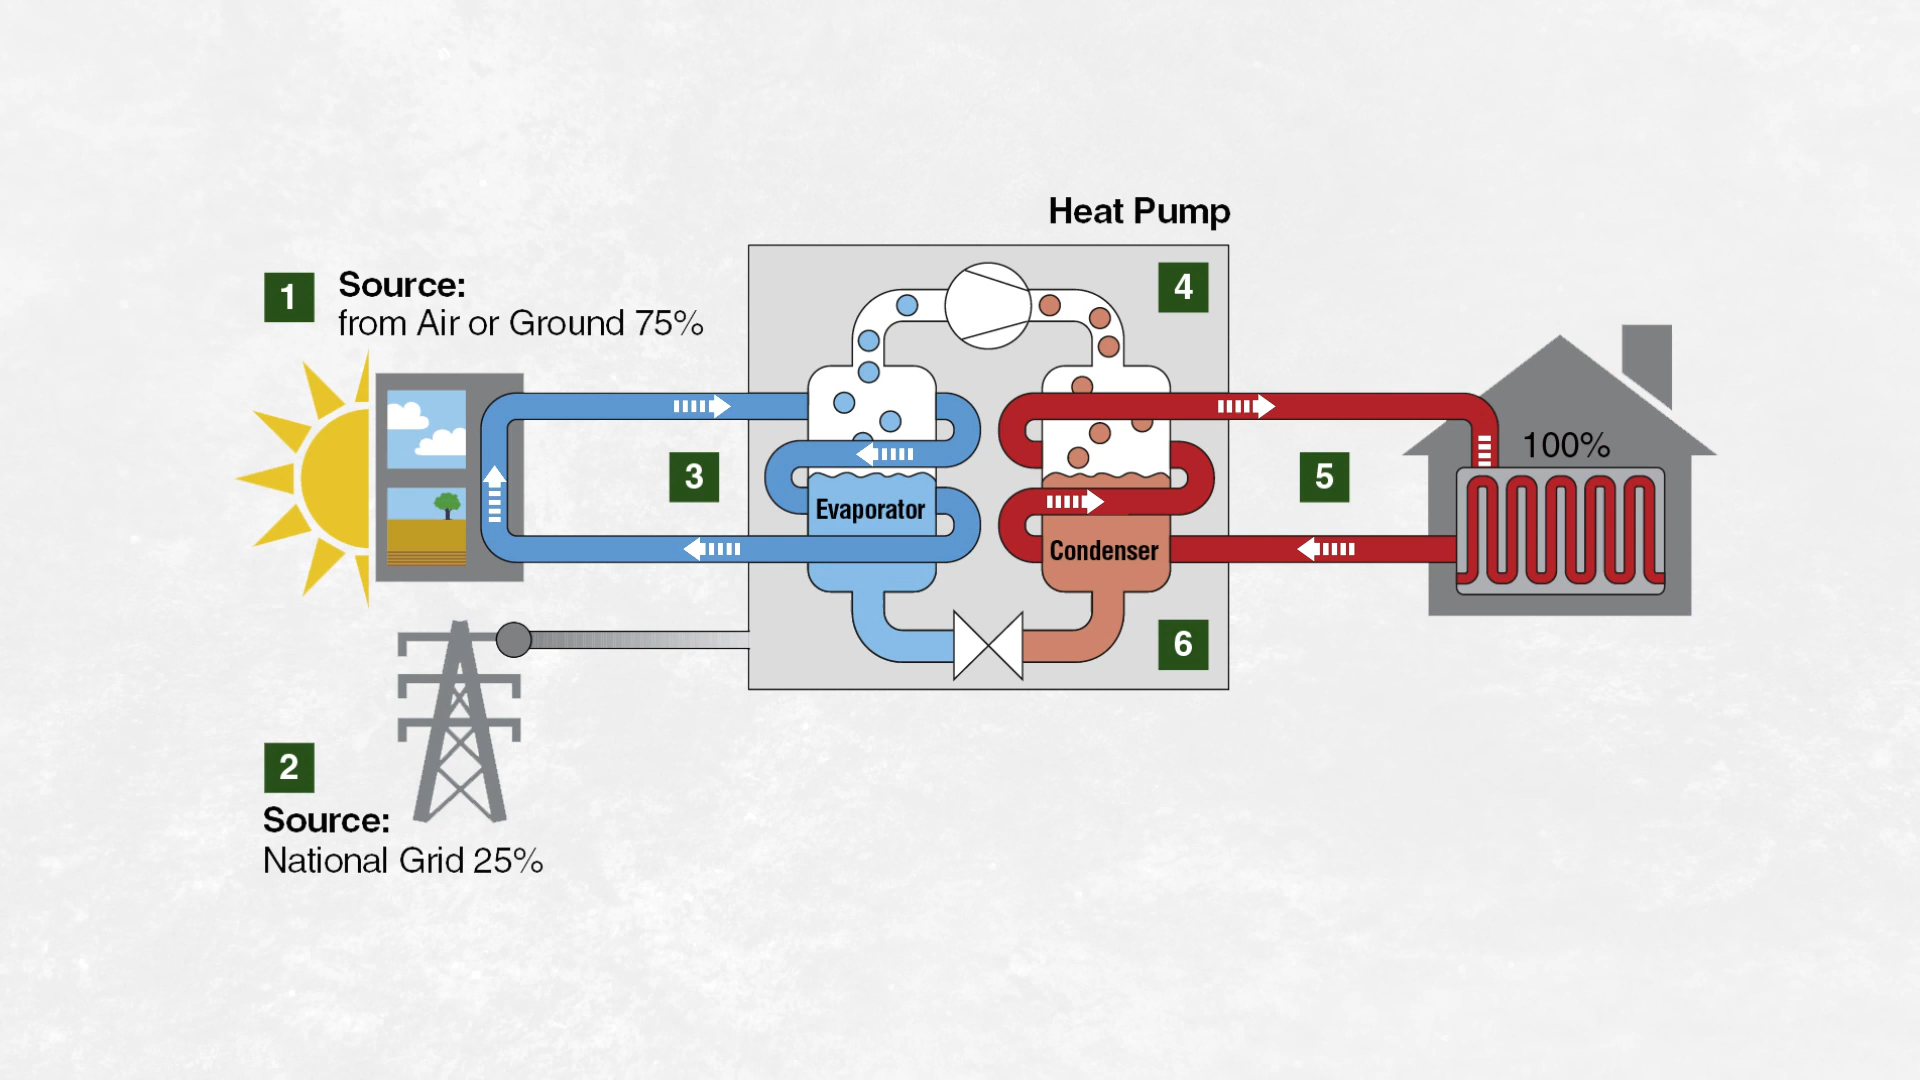 Heat Pump
1
Source:
from Air or Ground 75%
4
3
Evaporator
Condenser
5
100%
6
2
Source:
National Grid 25%